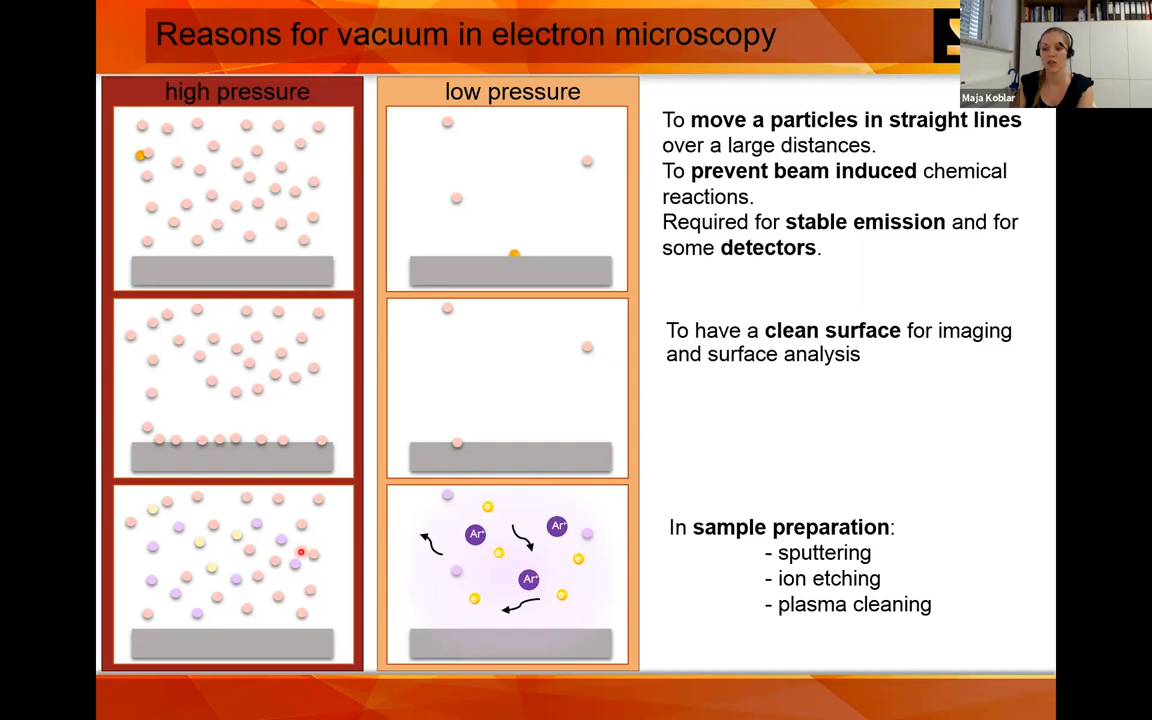 Reasons for vacuum in electron microscopy
Maja Koblar
high pressure
low pressure
To move a particles in straight lines
over a large distances.
To prevent beam induced chemical
reactions.
Required for stable emission and for
some detectors.
To have a clean surface for imaging
and surface analysis
Ar+
Ar+
Ar+
e-
e-
e-
e-
e-
In sample preparation:
- sputtering
- ion etching
- plasma cleaning